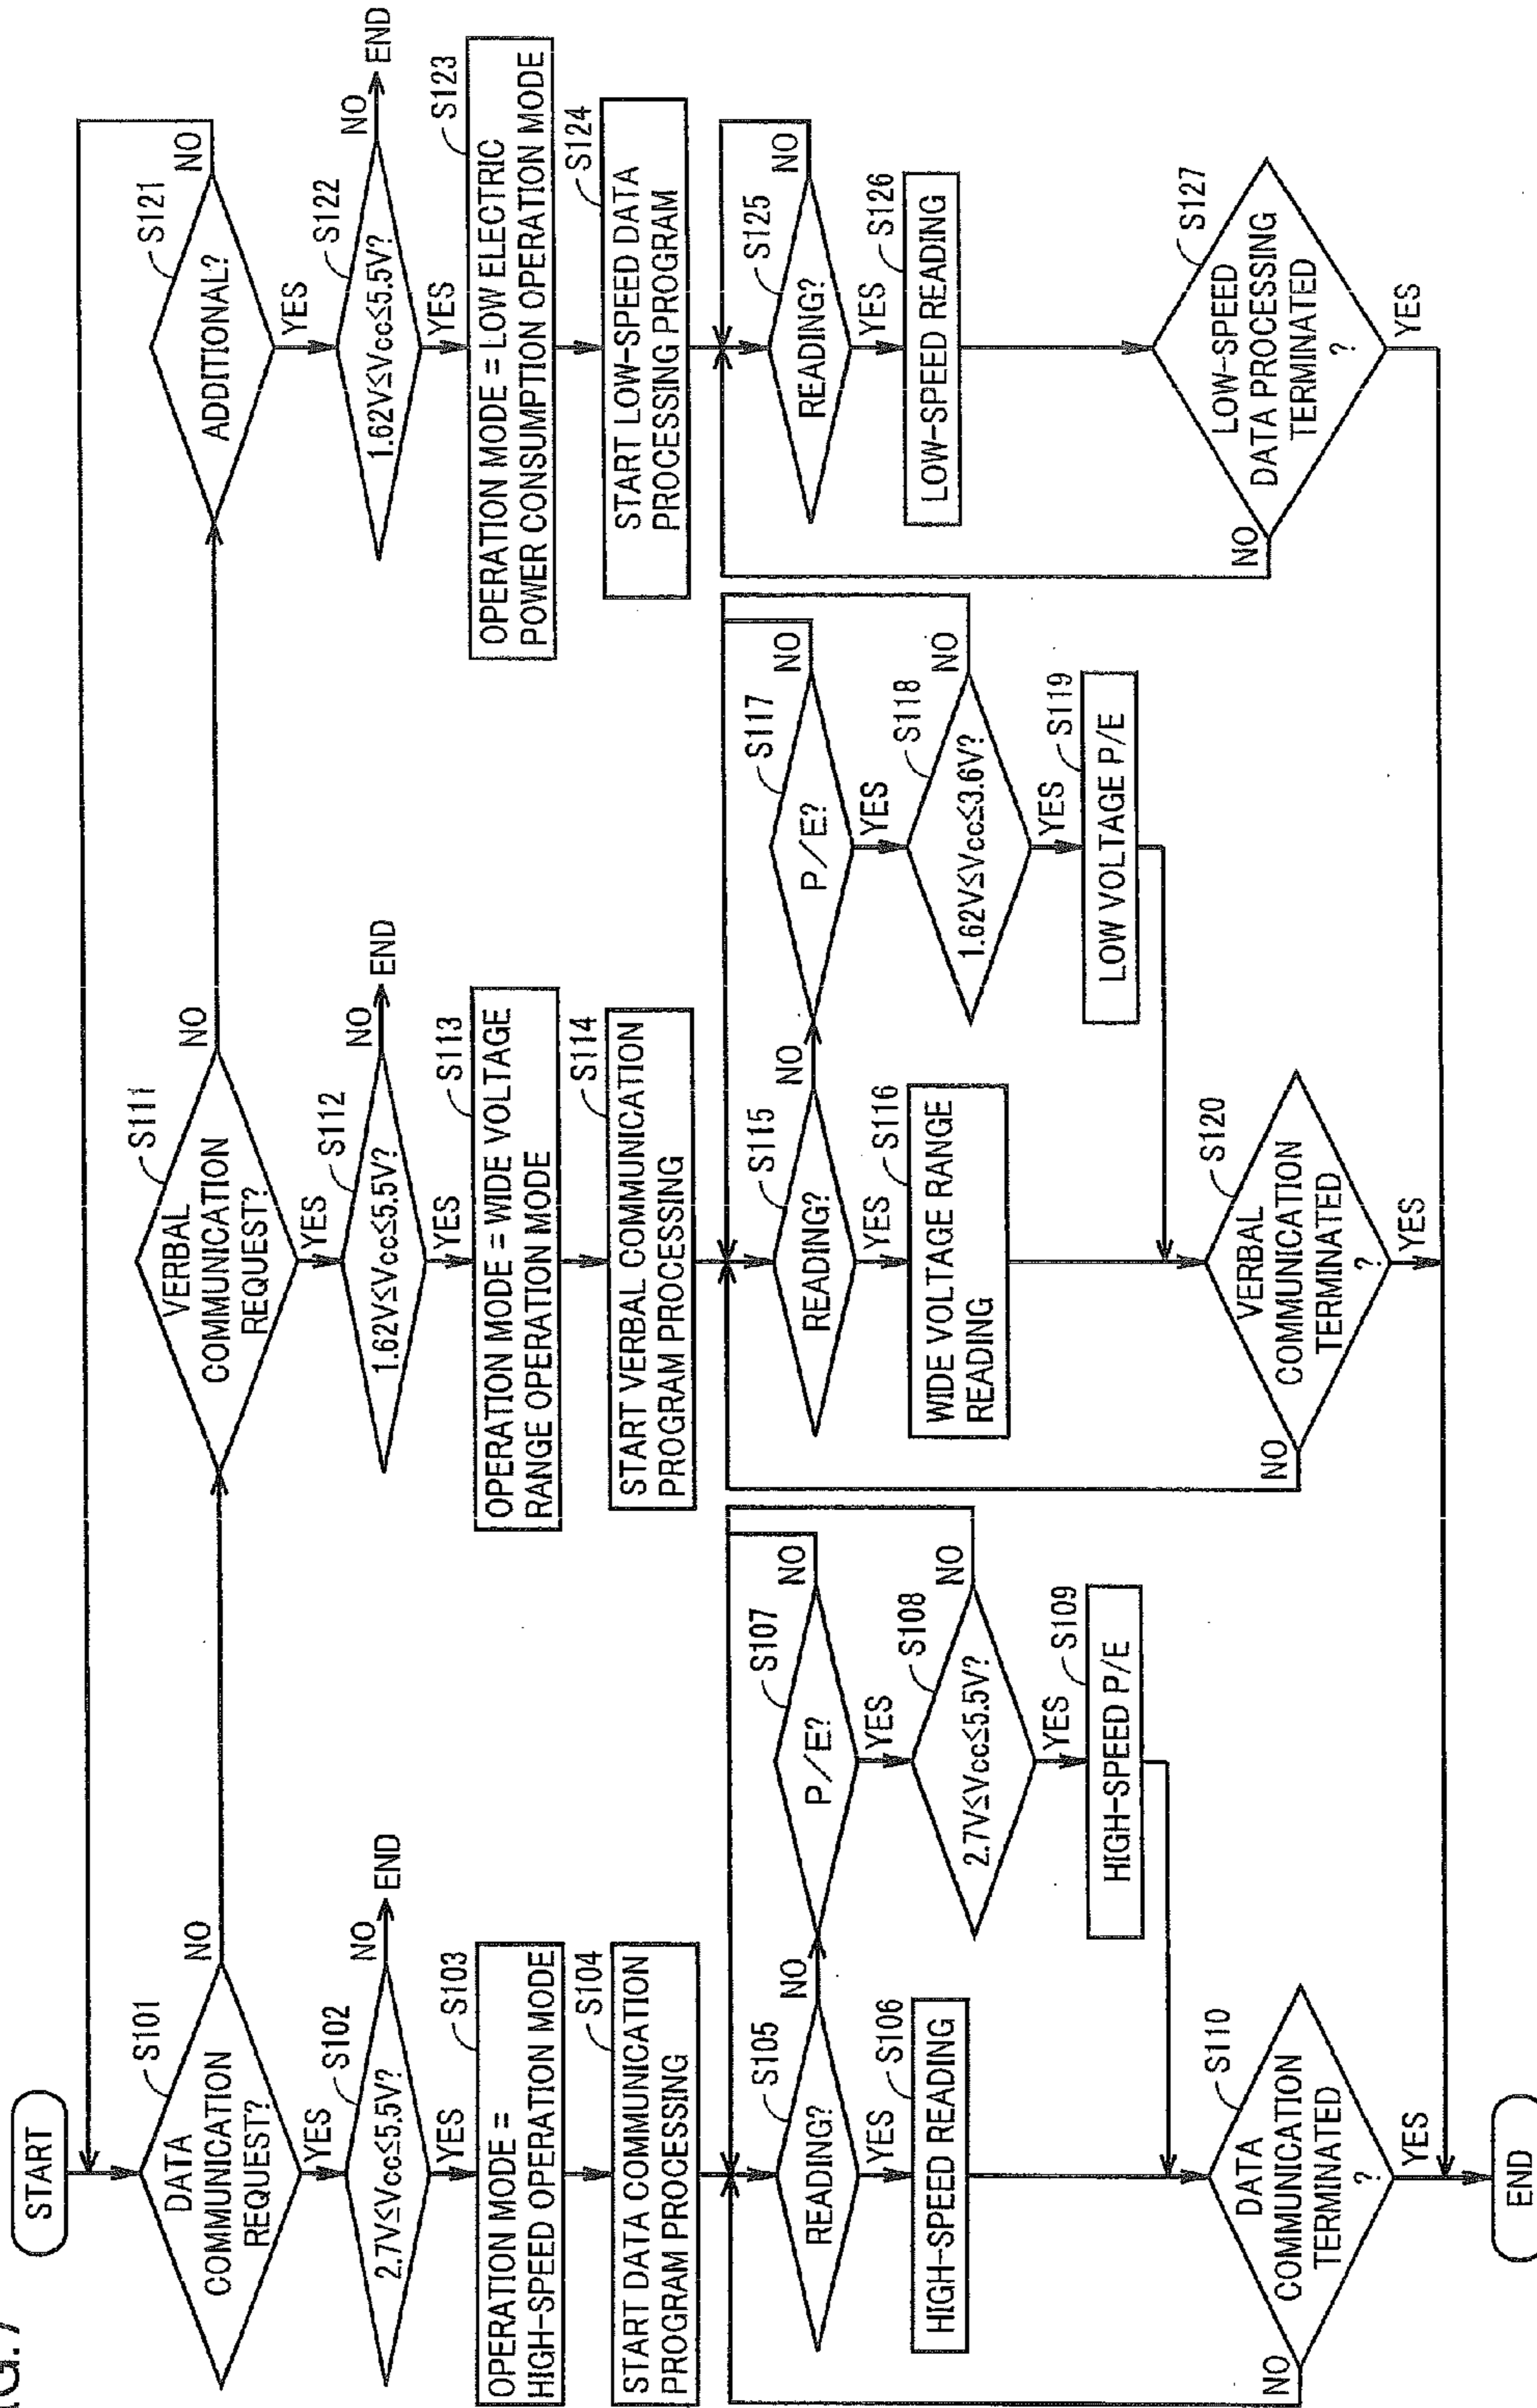 FIG.7
START
DATA
COMMUNICATION
REQUEST?
S101
NO
YES
2.7V≤Vcc≤5.5V?
S102
NO
END
YES
OPERATION MODE =
HIGH-SPEED OPERATION MODE
S103
START DATA COMMUNICATION
PROGRAM PROCESSING
S104
READING?
S105
NO
YES
HIGH-SPEED READING
S106
P/E?
S107
NO
YES
2.7V≤Vcc≤5.5V?
S108
NO
YES
HIGH-SPEED P/E
S109
DATA
COMMUNICATION
TERMINATED
?
S110
NO
YES
VERBAL
COMMUNICATION
REQUEST?
S111
NO
YES
1.62V≤Vcc≤5.5V?
S112
NO
END
YES
OPERATION MODE = WIDE VOLTAGE
RANGE OPERATION MODE
S113
START VERBAL COMMUNICATION
PROGRAM PROCESSING
S114
READING?
S115
NO
YES
WIDE VOLTAGE RANGE
READING
S116
P/E?
S117
NO
YES
1.62V≤Vcc≤3.6V?
S118
NO
YES
LOW VOLTAGE P/E
S119
VERBAL
COMMUNICATION
TERMINATED
?
S120
NO
YES
ADDITIONAL?
S121
NO
YES
1.62V≤Vcc≤5.5V?
S122
NO
END
YES
OPERATION MODE = LOW ELECTRIC
POWER CONSUMPTION OPERATION MODE
S123
START LOW-SPEED DATA
PROCESSING PROGRAM
S124
READING?
S125
NO
YES
LOW-SPEED READING
S126
LOW-SPEED
DATA PROCESSING
TERMINATED
?
S127
NO
YES
END